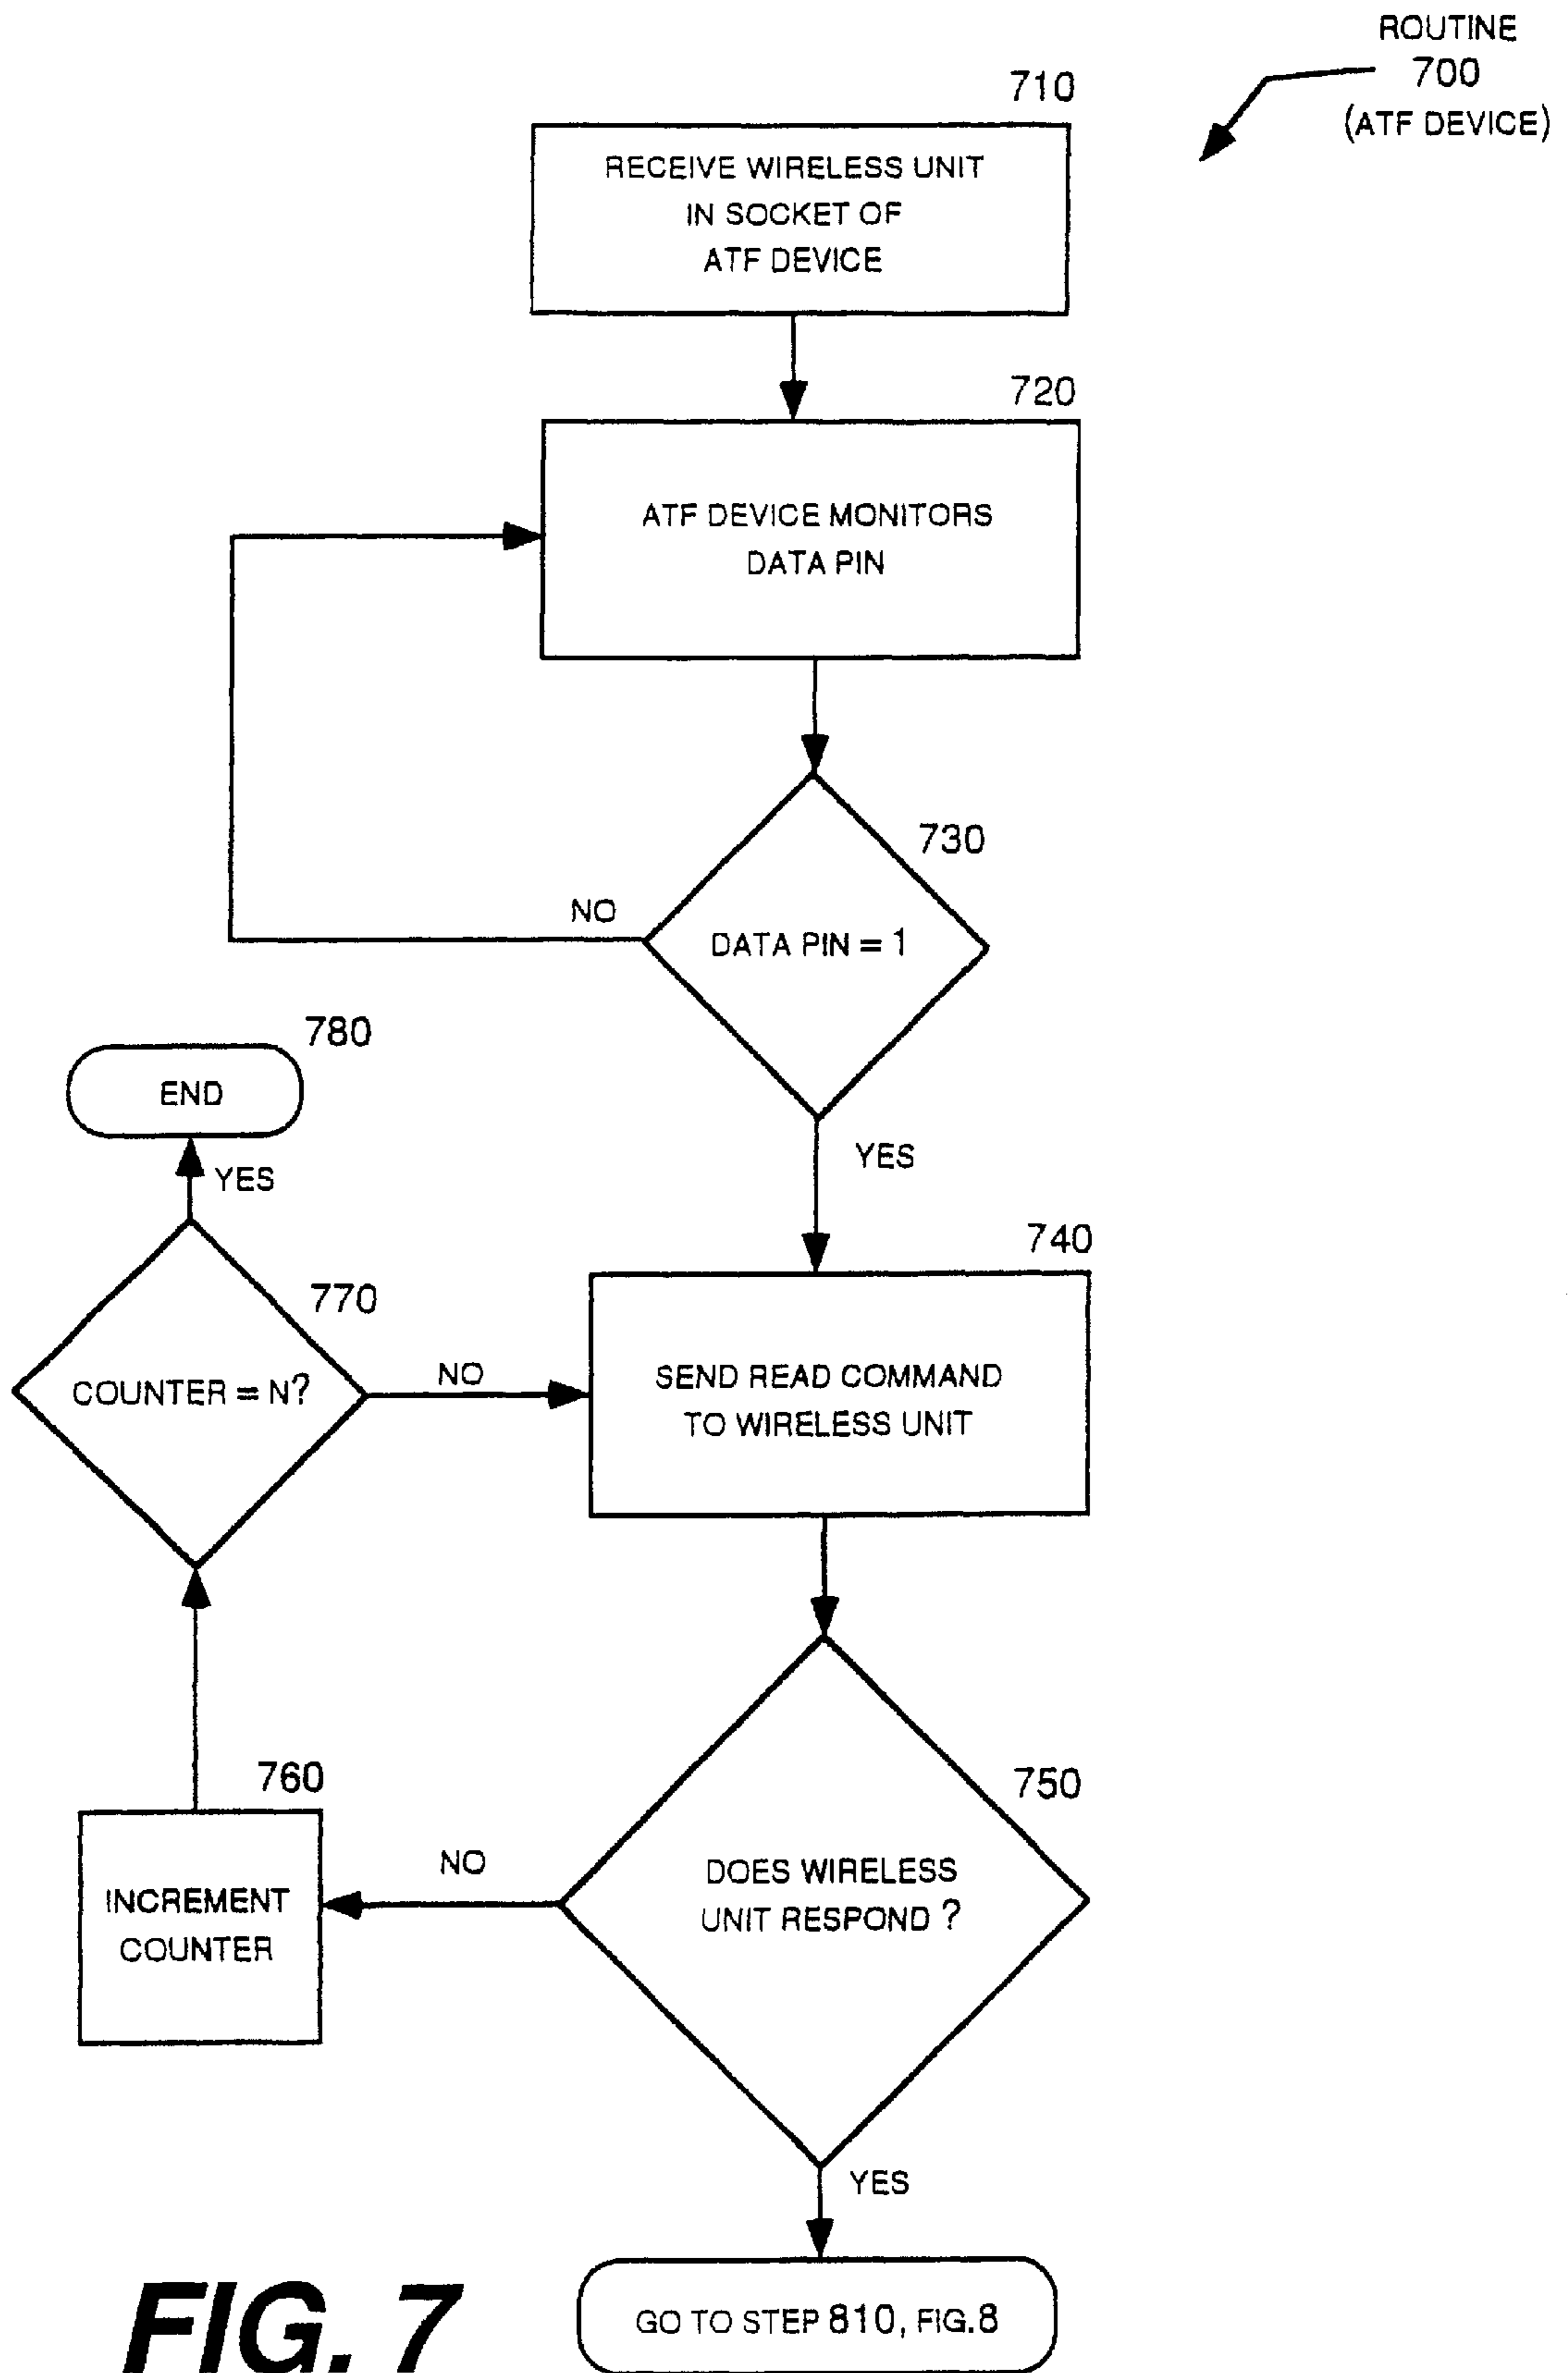 ROUTINE
700
(ATF DEVICE)
710
RECEIVE WIRELESS UNIT
IN SOCKET OF
ATF DEVICE
720
ATF DEVICE MONITORS
DATA PIN
730
NO
DATA PIN = 1
780
END
YES
YES
740
770
COUNTER = N?
NO
SEND READ COMMAND
TO WIRELESS UNIT
760
750
NO
INCREMENT
COUNTER
DOES WIRELESS
UNIT RESPOND ?
YES
GO TO STEP 810, FIG.8
FIG. 7